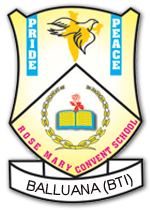 PRIDE
PEACE
ROSE MARY CONVENT SCHOOL
BALLUANA (BTI)